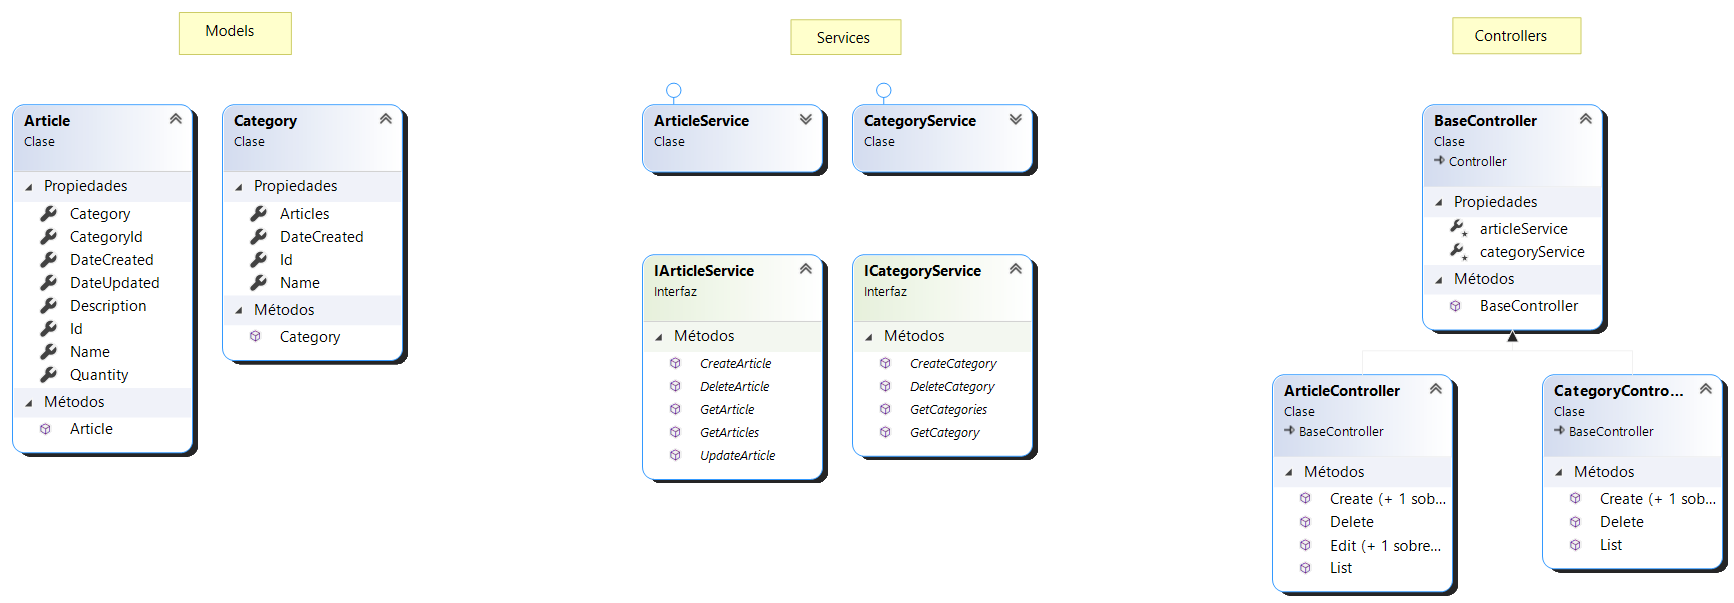 Models
Services
Controllers
Article
Clase
Propiedades
Category
CategoryId
DateCreated
DateUpdated
Description
Id
Name
Quantity
Métodos
Article
Category
Clase
Propiedades
Articles
DateCreated
Id
Name
Métodos
Category
ArticleService
Clase
CategoryService
Clase
IArticleService
Interfaz
Métodos
CreateArticle
DeleteArticle
GetArticle
GetArticles
UpdateArticle
ICategoryService
Interfaz
Métodos
CreateCategory
DeleteCategory
GetCategories
GetCategory
BaseController
Clase
Controller
Propiedades
articleService
categoryService
Métodos
BaseController
ArticleController
Clase
BaseController
Métodos
Create (+ 1 sob...
Delete
Edit (+ 1 sobre...
List
CategoryContro...
Clase
BaseController
Métodos
Create (+ 1 sob...
Delete
List